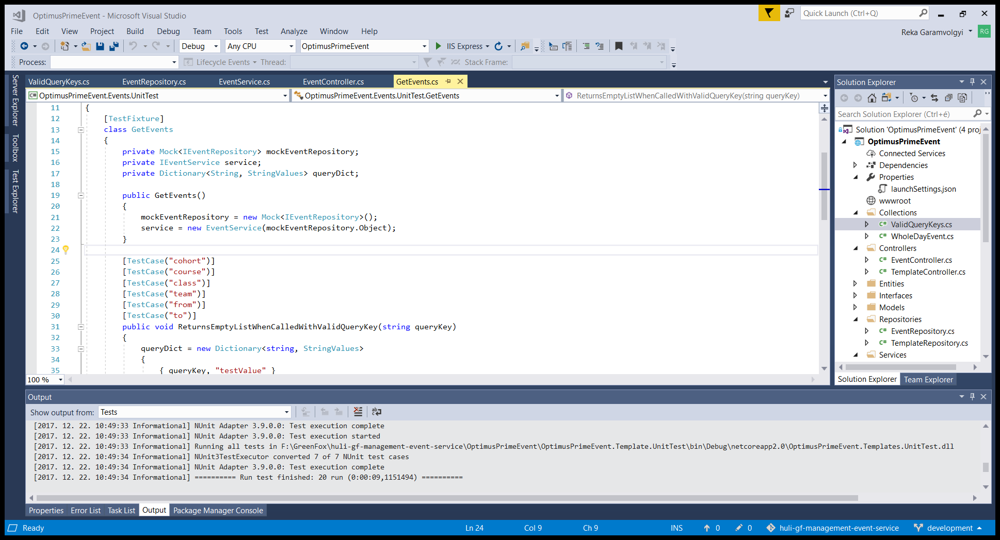 OptimusPrimeEvent - Microsoft Visual Studio
Quick Launch (Ctrl+Q)
File Edit View Project Build Debug Team Tools Test Analyze Window Help
Reka Garamvolgyi RG
Debug Any CPU OptimusPrimeEvent IIS Express
Process: Lifecycle Events Thread: Stack Frame:
Server Explorer
Toolbox
Test Explorer
ValidQueryKeys.cs EventRepository.cs EventService.cs EventController.cs GetEvents.cs
C# OptimusPrimeEvent.Events.UnitTest OptimusPrimeEvent.Events.UnitTest.GetEvents ReturnsEmptyListWhenCalledWithValidQueryKey(string queryKey)
11 {
12 [TestFixture]
13 class GetEvents
14 {
15 private Mock<IEventRepository> mockEventRepository;
16 private IEventService service;
17 private Dictionary<String, StringValues> queryDict;
18
19 public GetEvents()
20 {
21 mockEventRepository = new Mock<IEventRepository>();
22 service = new EventService(mockEventRepository.Object);
23 }
24
25 [TestCase("cohort")]
26 [TestCase("course")]
27 [TestCase("class")]
28 [TestCase("team")]
29 [TestCase("from")]
30 [TestCase("to")]
31 public void ReturnsEmptyListWhenCalledWithValidQueryKey(string queryKey)
32 {
33 queryDict = new Dictionary<string, StringValues>
34 {
35 { queryKey, "testValue" }
100 %
Solution Explorer
Search Solution Explorer (Ctrl+é)
Solution 'OptimusPrimeEvent' (4 proj
OptimusPrimeEvent
Connected Services
Dependencies
Properties
launchSettings.json
wwwroot
Collections
C# ValidQueryKeys.cs
C# WholeDayEvent.cs
Controllers
C# EventController.cs
C# TemplateController.cs
Entities
Interfaces
Models
Repositories
C# EventRepository.cs
C# TemplateRepository.cs
Services
Solution Explorer Team Explorer
Output
Show output from: Tests
[2017. 12. 22. 10:49:33 Informational] NUnit Adapter 3.9.0.0: Test execution complete
[2017. 12. 22. 10:49:33 Informational] NUnit Adapter 3.9.0.0: Test execution started
[2017. 12. 22. 10:49:33 Informational] Running all tests in F:\GreenFox\huli-gf-management-event-service\OptimusPrimeEvent\OptimusPrimeEvent.Template.UnitTest\bin\Debug\netcoreapp2.0\OptimusPrimeEvent.Templates.UnitTest.dll
[2017. 12. 22. 10:49:34 Informational] NUnit3TestExecutor converted 7 of 7 NUnit test cases
[2017. 12. 22. 10:49:34 Informational] NUnit Adapter 3.9.0.0: Test execution complete
[2017. 12. 22. 10:49:34 Informational] ========== Run test finished: 20 run (0:00:09,1151494) ==========
Properties Error List Task List Output Package Manager Console
Ready Ln 24 Col 9 Ch 9 INS 0 0 huli-gf-management-event-service development